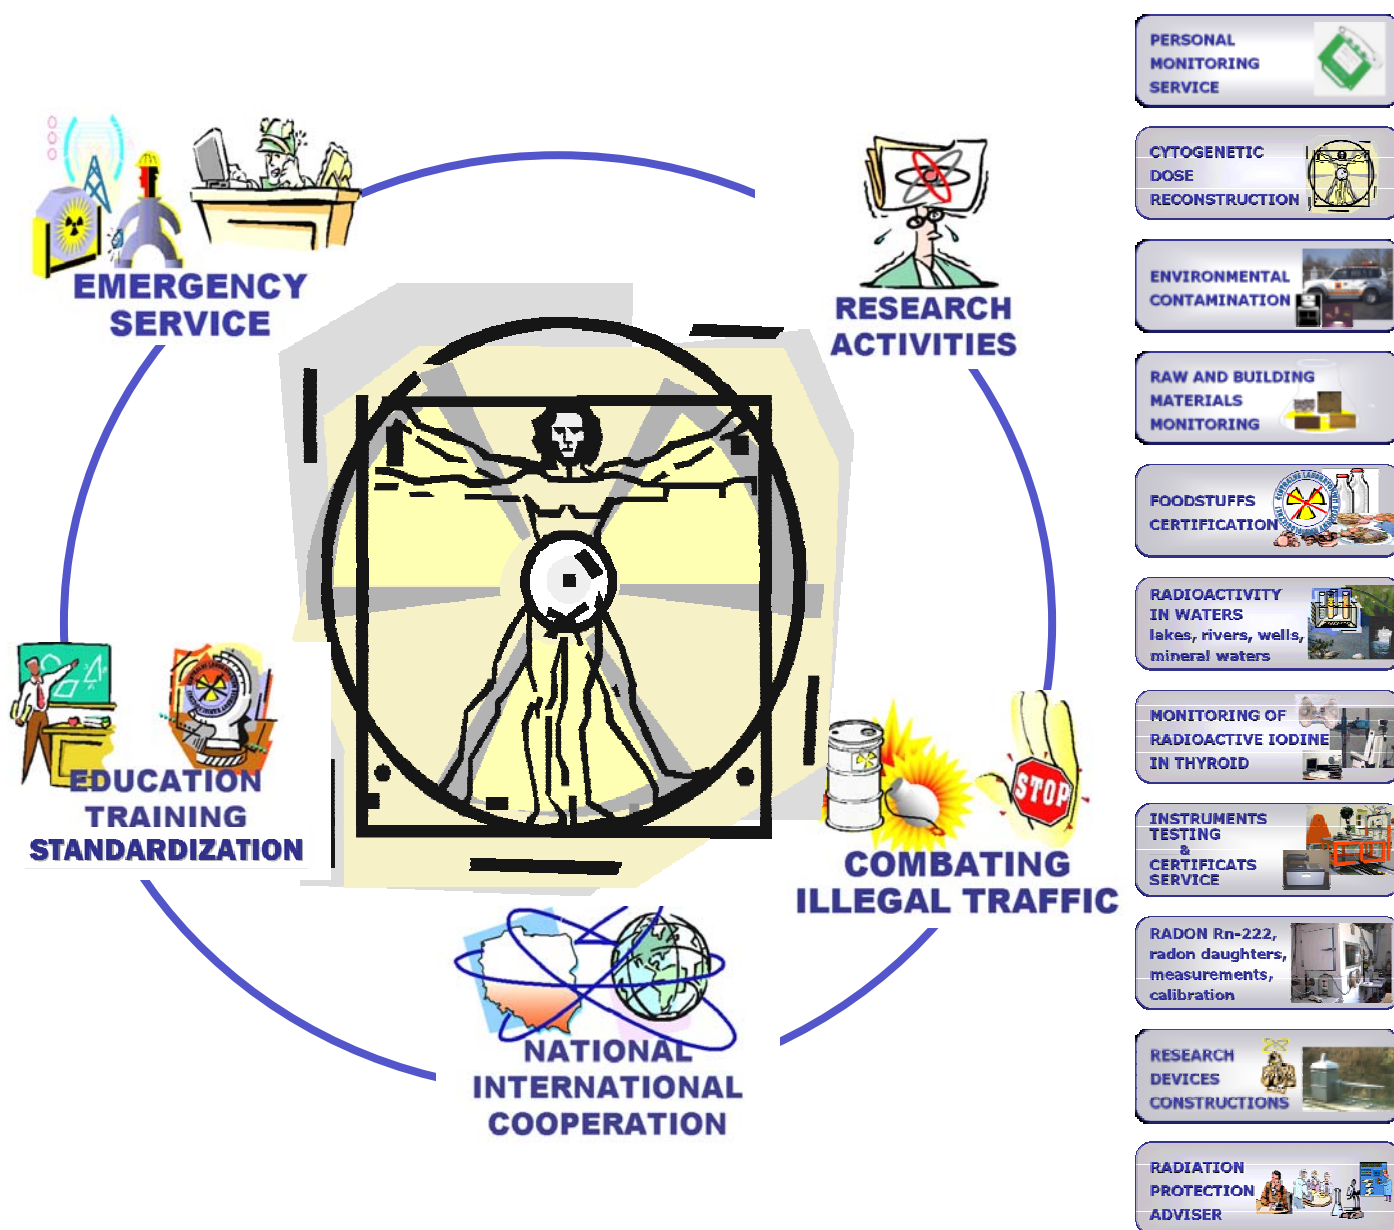 EMERGENCY
SERVICE
RESEARCH
ACTIVITIES
EDUCATION
TRAINING
STANDARDIZATION
STOP
COMBATING
ILLEGAL TRAFFIC
NATIONAL
INTERNATIONAL
COOPERATION
PERSONAL
MONITORING
SERVICE
CYTOGENETIC
DOSE
RECONSTRUCTION
ENVIRONMENTAL
CONTAMINATION
RAW AND BUILDING
MATERIALS
MONITORING
FOODSTUFFS
CERTIFICATION
RADIOACTIVITY
IN WATERS
lakes, rivers, wells,
mineral waters
MONITORING OF
RADIOACTIVE IODINE
IN THYROID
INSTRUMENTS
TESTING
&
CERTIFICATS
SERVICE
RADON Rn-222,
radon daughters,
measurements,
calibration
RESEARCH
DEVICES
CONSTRUCTIONS
RADIATION
PROTECTION
ADVISER